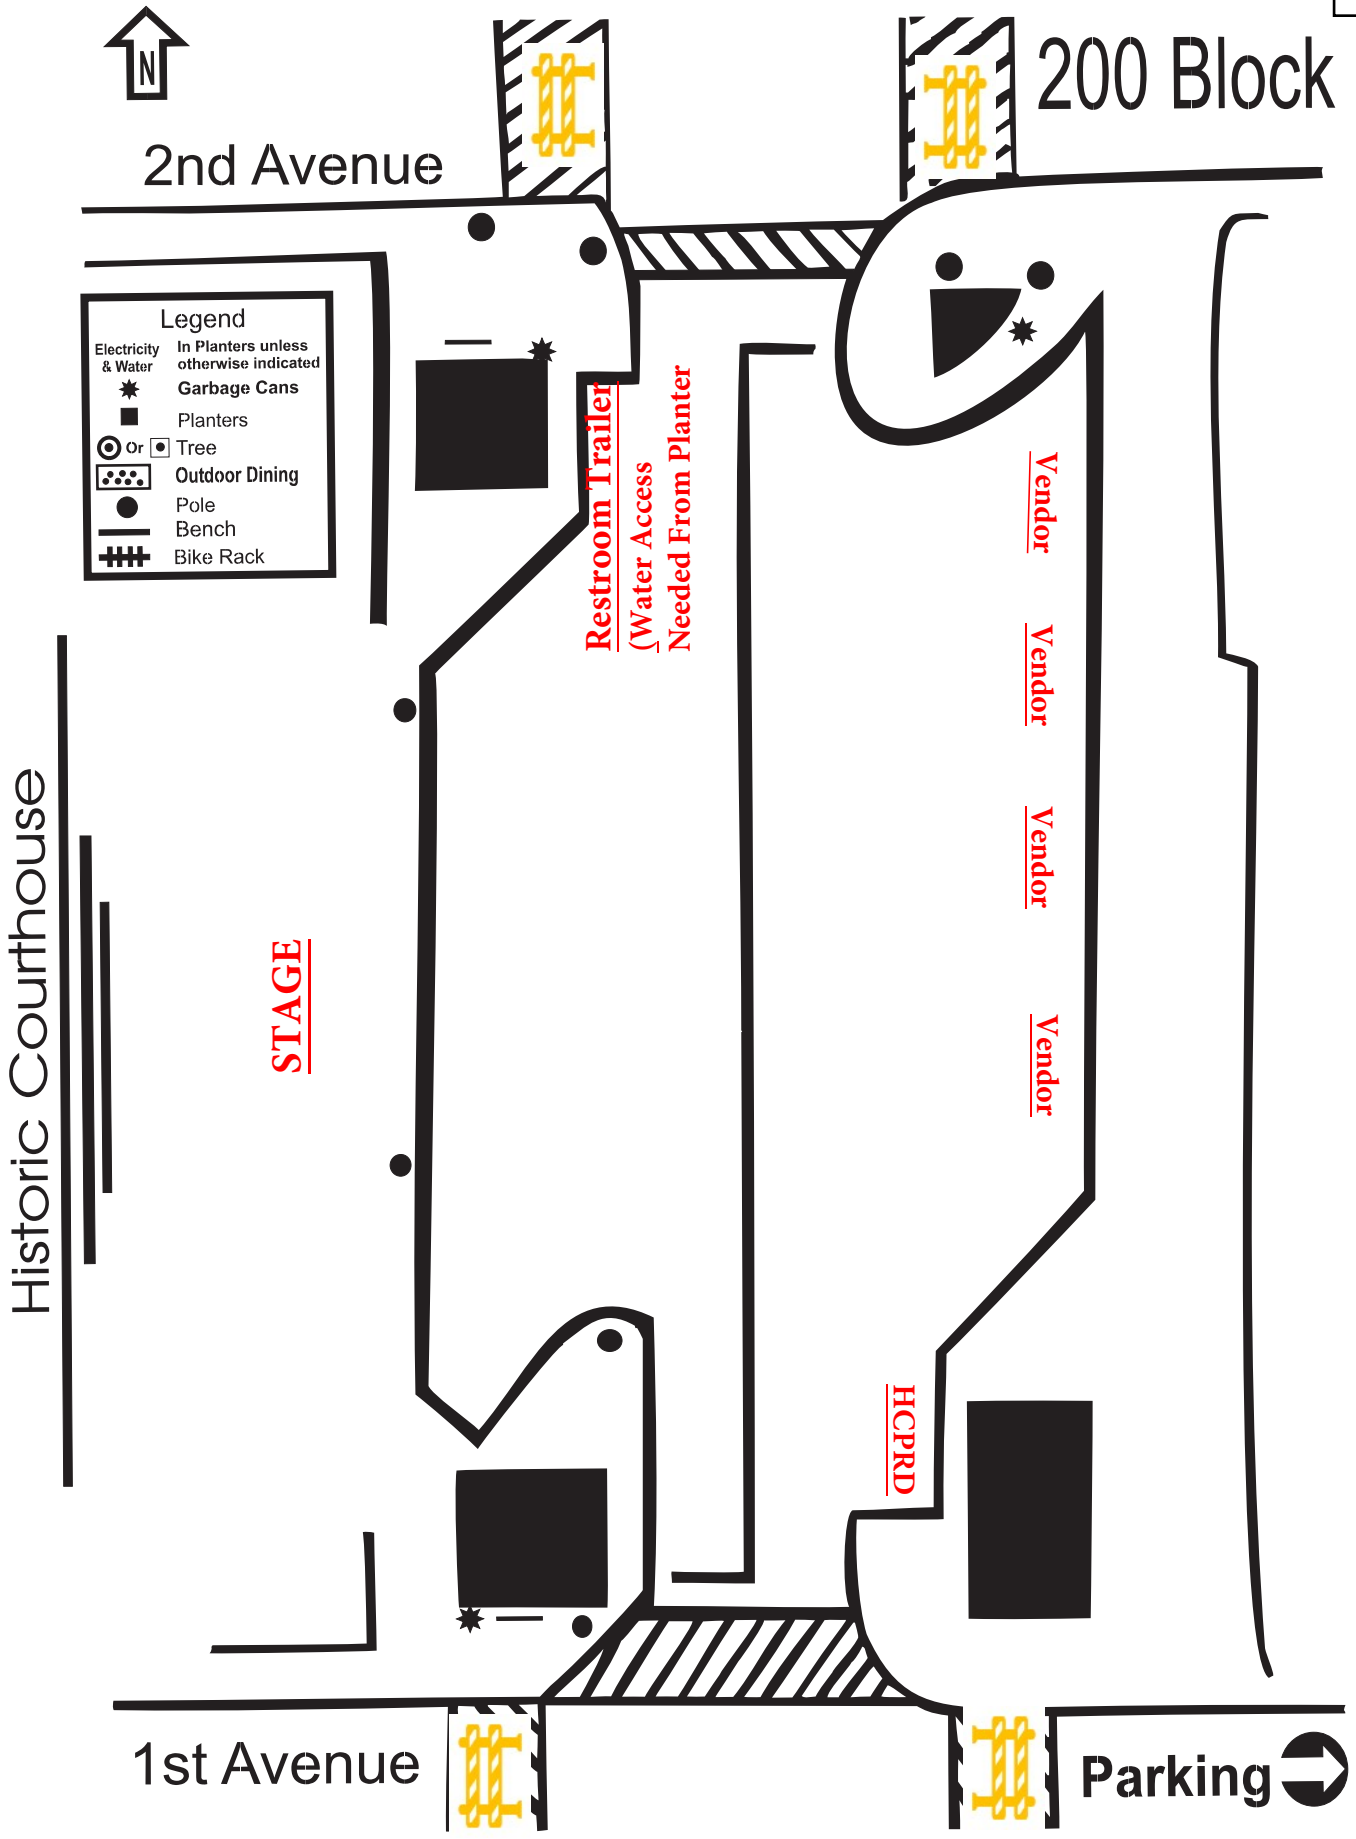 N
200 Block
2nd Avenue
Legend
Electricity & Water
In Planters unless otherwise indicated
Garbage Cans
Planters
Or
Tree
Outdoor Dining
Pole
Bench
Bike Rack
Restroom Trailer
(Water Access
Needed From Planter
Vendor
Vendor
Vendor
Vendor
Historic Courthouse
STAGE
HCPRD
1st Avenue
Parking